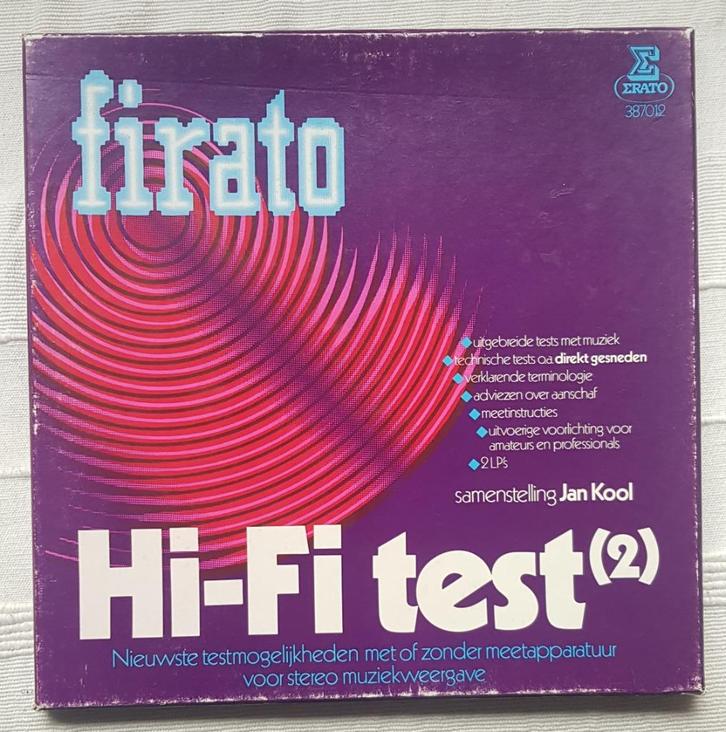 firato
ΣRATO
387012
uitgebreide tests met muziek
technische tests o.a. direkt gesneden
verklarende terminologie
adviezen over aanschaf
meetinstructies
uitvoerige voorlichting voor
amateurs en professionals
2 LP's
samenstelling Jan Kool
Hi-Fi test (2)
Nieuwste testmogelijkheden met of zonder meetapparatuur
voor stereo muziekweergave